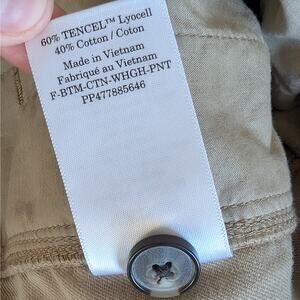 60% TENCEL™ Lyocell
40% Cotton / Coton
Made in Vietnam
Fabriqué au Vietnam
F-BTM-CTN-WHGH-PNT
PP477885646